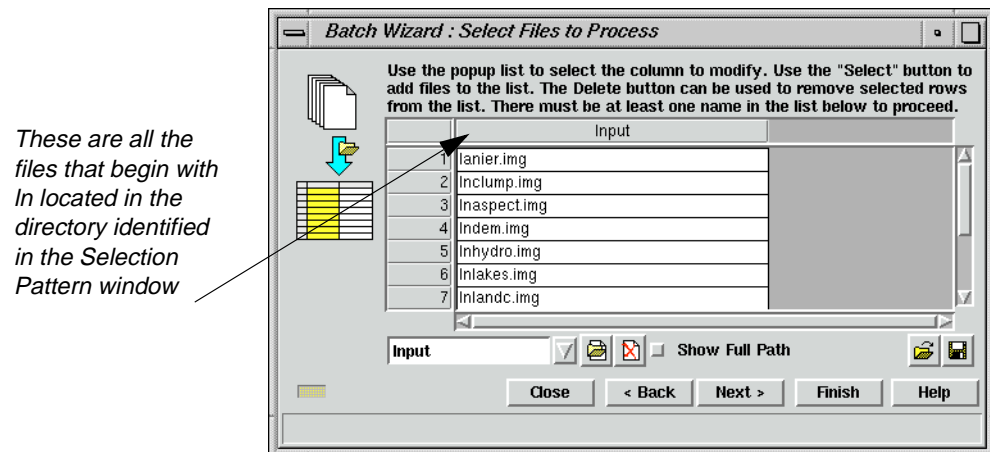 Batch Wizard : Select Files to Process
Use the popup list to select the column to modify. Use the "Select" button to
add files to the list. The Delete button can be used to remove selected rows
from the list. There must be at least one name in the list below to proceed.
These are all the
files that begin with
ln located in the
directory identified
in the Selection
Pattern window
Input
1 lanier.img
2 lnclump.img
3 lnaspect.img
4 lndem.img
5 lnhydro.img
6 lnlakes.img
7 lnlandc.img
Input Show Full Path
Close < Back Next > Finish Help